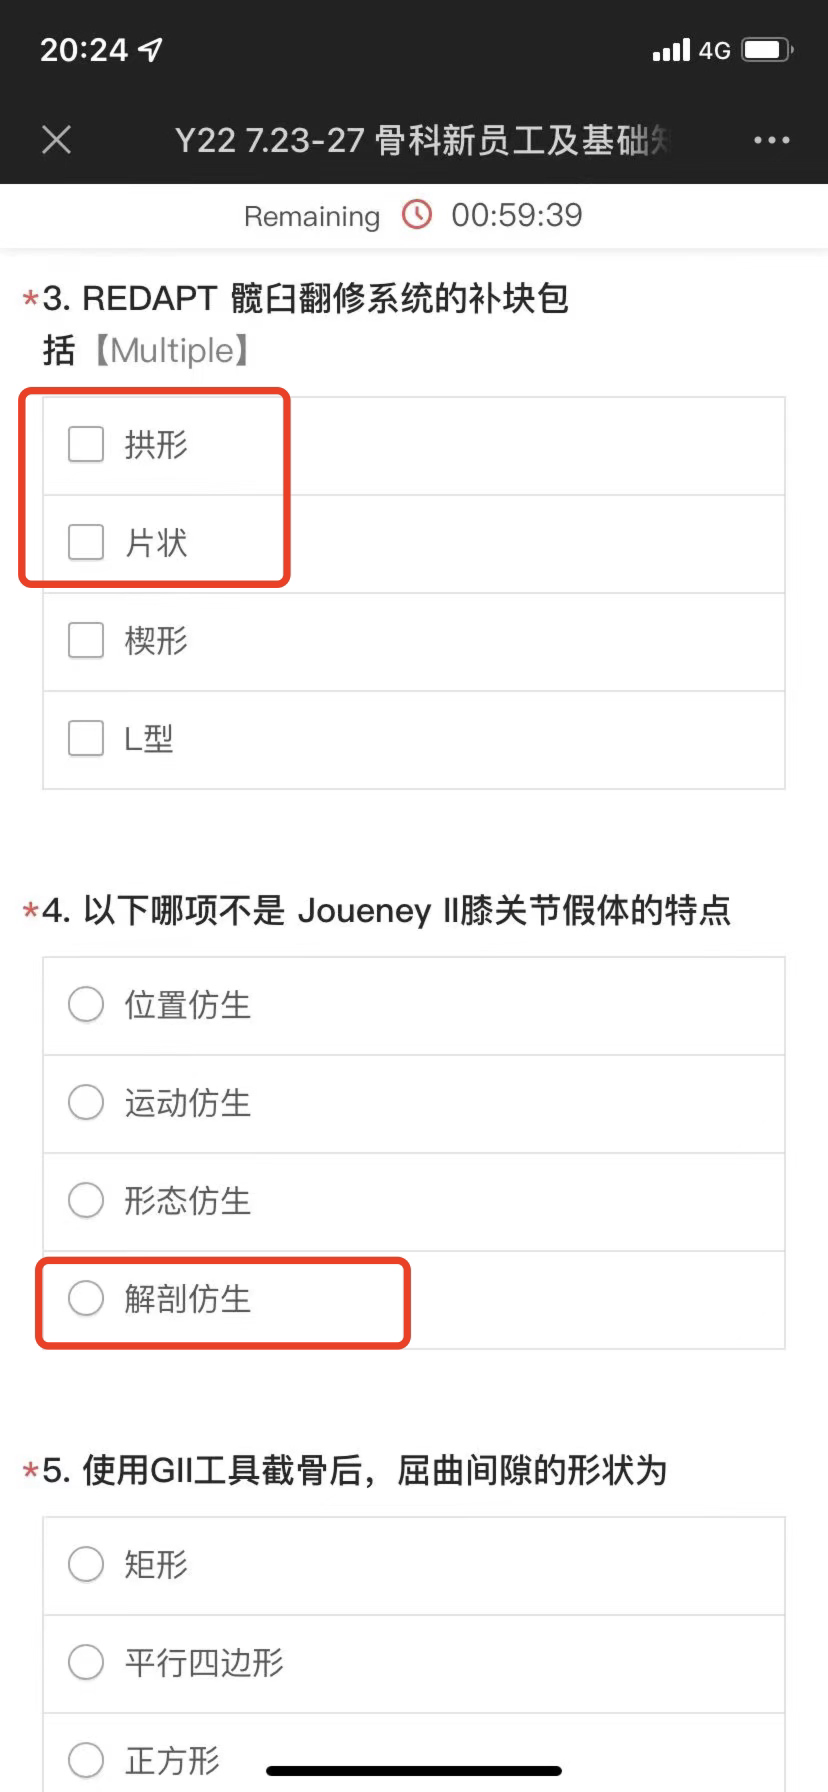 20:24
4G
Y22 7.23-27 骨科新员工及基础知
Remaining 00:59:39
*3. REDAPT 髋臼翻修系统的补块包
括【Multiple】
拱形
片状
楔形
L型
*4. 以下哪项不是 Joueney II膝关节假体的特点
位置仿生
运动仿生
形态仿生
解剖仿生
*5. 使用GII工具截骨后，屈曲间隙的形状为
矩形
平行四边形
正方形